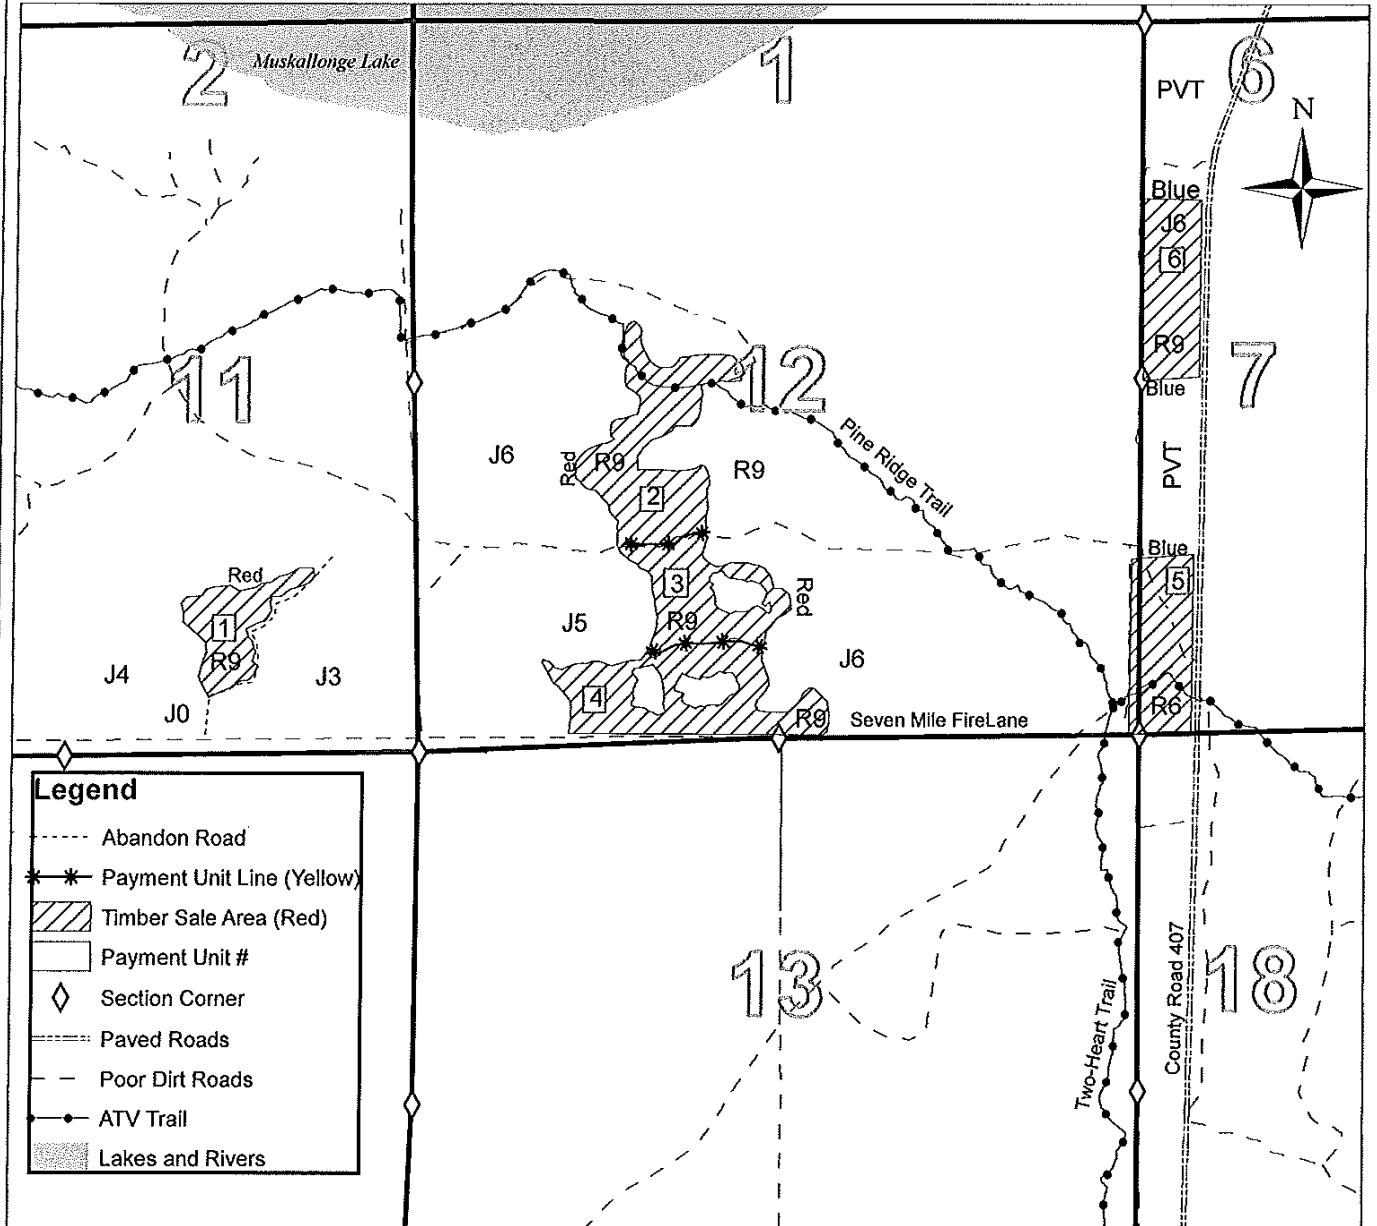 Muskallonge Lake
2
1
6
PVT
N
Blue
J6
6
R9
Blue
7
11
12
Pine Ridge Trail
J6
Red
R9
R9
2
PVT
Blue
5
Red
1
R9
J4
J3
J0
3
R9
Red
J5
J6
4
R9
Seven Mile FireLane
R6
Legend
Abandon Road
Payment Unit Line (Yellow)
Timber Sale Area (Red)
Payment Unit #
Section Corner
Paved Roads
Poor Dirt Roads
ATV Trail
Lakes and Rivers
13
18
Two-Heart Trail
County Road 407